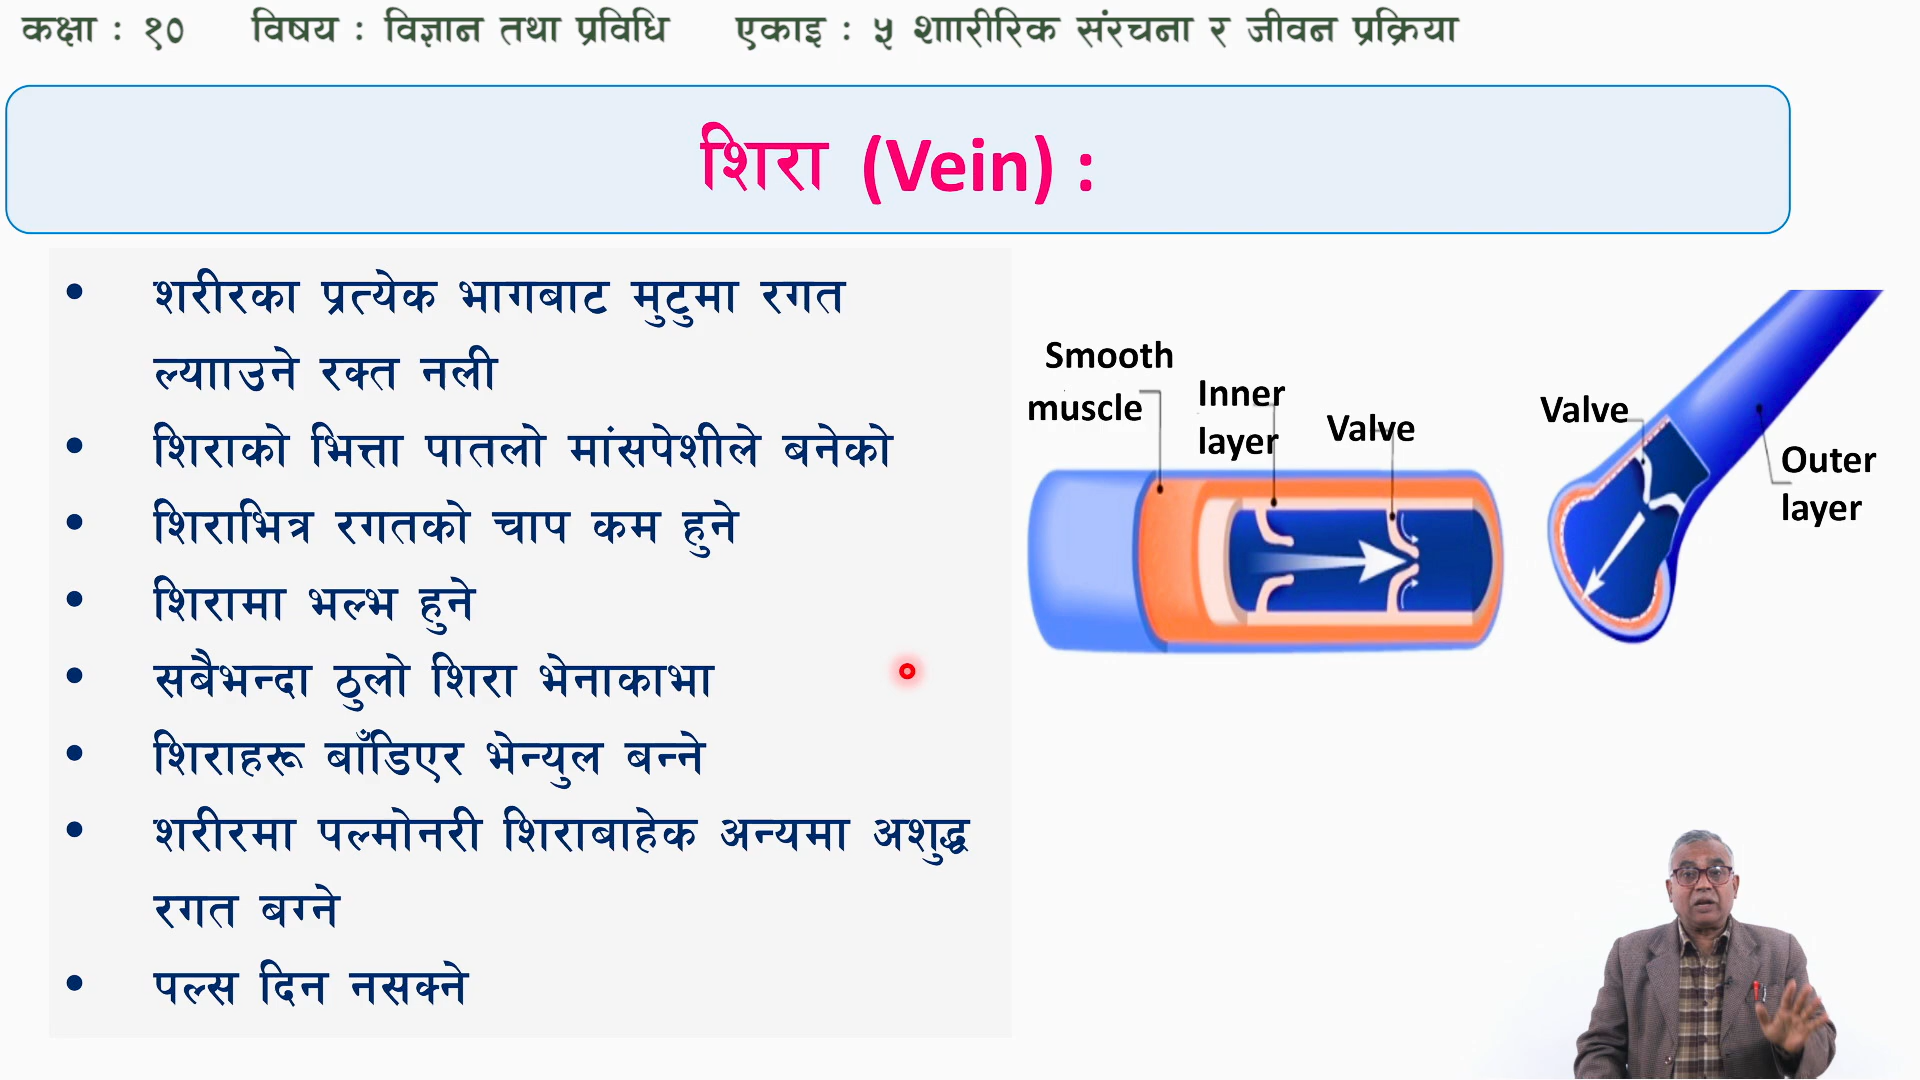 कक्षा : १० विषय : विज्ञान तथा प्रविधि एकाइ : ५ शाारीरिक संरचना र जीवन प्रक्रिया
शिरा (Vein) :
• शरीरका प्रत्येक भागबाट मुटुमा रगत
ल्यााउने रक्त नली
• शिराको भित्ता पातलो मांसपेशीले बनेको
• शिराभित्र रगतको चाप कम हुने
• शिरामा भल्भ हुने
• सबैभन्दा ठुलो शिरा भेनाकाभा
• शिराहरू बाँडिएर भेन्युल बन्ने
• शरीरमा पल्मोनरी शिराबाहेक अन्यमा अशुद्ध
रगत बग्ने
• पल्स दिन नसक्ने
Smooth
muscle
Inner
layer
Valve
Valve
Outer
layer